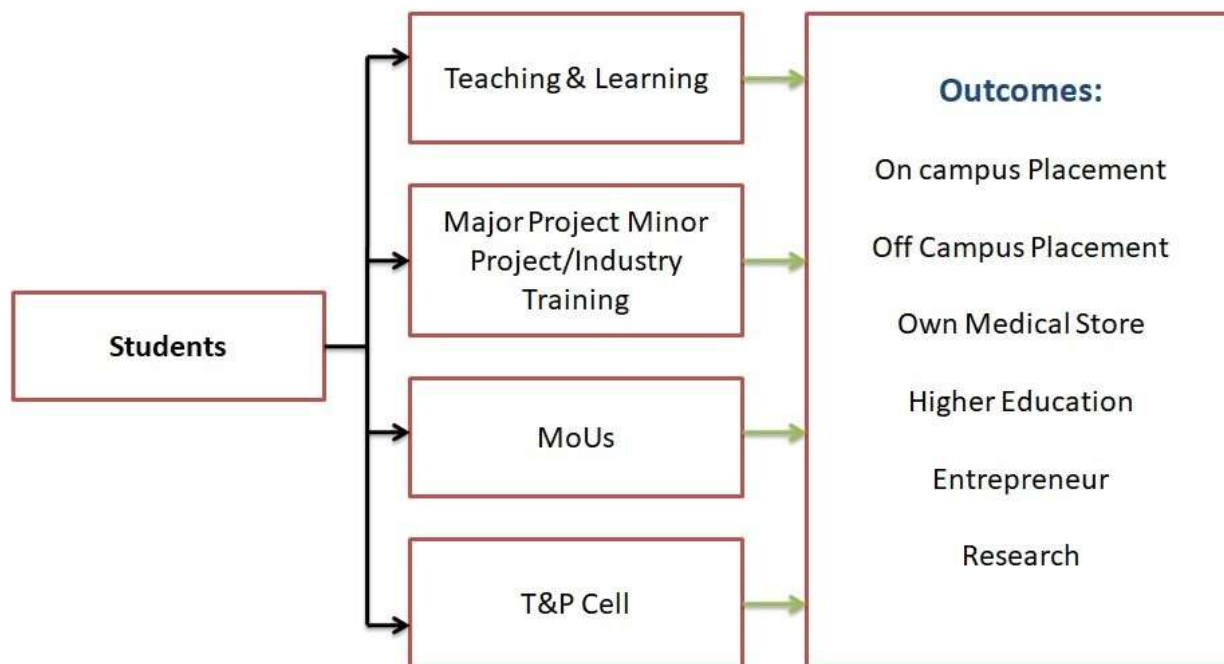 Students
Teaching & Learning
Major Project Minor
Project/Industry
Training
MoUs
T&P Cell
Outcomes:
On campus Placement
Off Campus Placement
Own Medical Store
Higher Education
Entrepreneur
Research